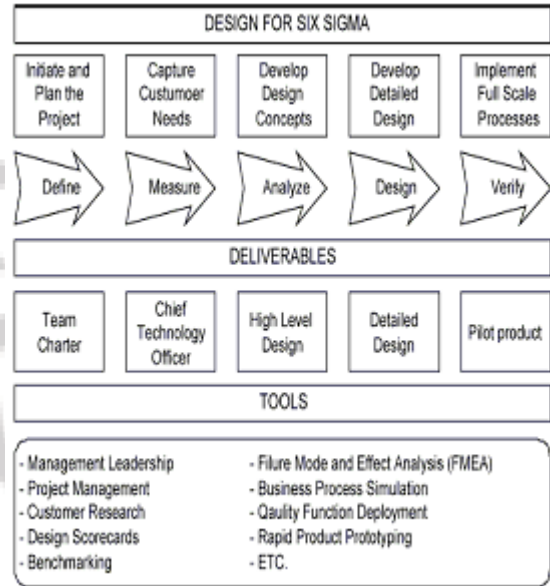 DESIGN FOR SIX SIGMA
Initiate and
Plan the
Project
Capture
Custumoer
Needs
Develop
Design
Concepts
Develop
Detailed
Design
Implement
Full Scale
Processes
Define
Measure
Analyze
Design
Verify
DELIVERABLES
Team
Charter
Chief
Technology
Officer
High Level
Design
Detailed
Design
Pilot product
TOOLS
- Management Leadership
- Project Management
- Customer Research
- Design Scorecards
- Benchmarking
- Filure Mode and Effect Analysis (FMEA)
- Business Process Simulation
- Qaulity Function Deployment
- Rapid Product Prototyping
- ETC.